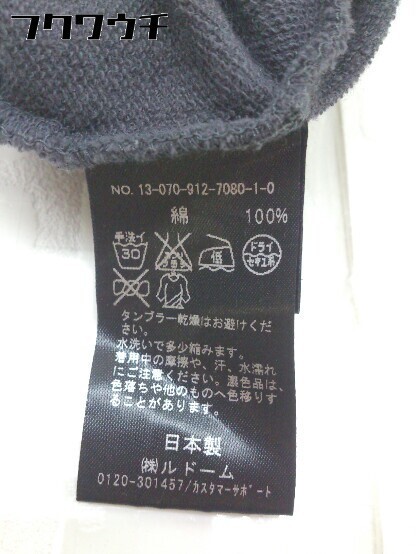 フクワウチ
NO. 13-070-912-7080-1-0
綿 100%
手洗イ
30
エンソ
サラシ
低
ドライ
セキユ系
タンブラー乾燥はお避けくだ
さい。
水洗いで多少縮みます。
着用中の摩擦や、汗、水濡れ
にご注意ください。濃色品は、
色落ちや他のものへ色移りす
ることがあります。
日本製
㈱ルドーム
0120-301457/カスタマーサポート